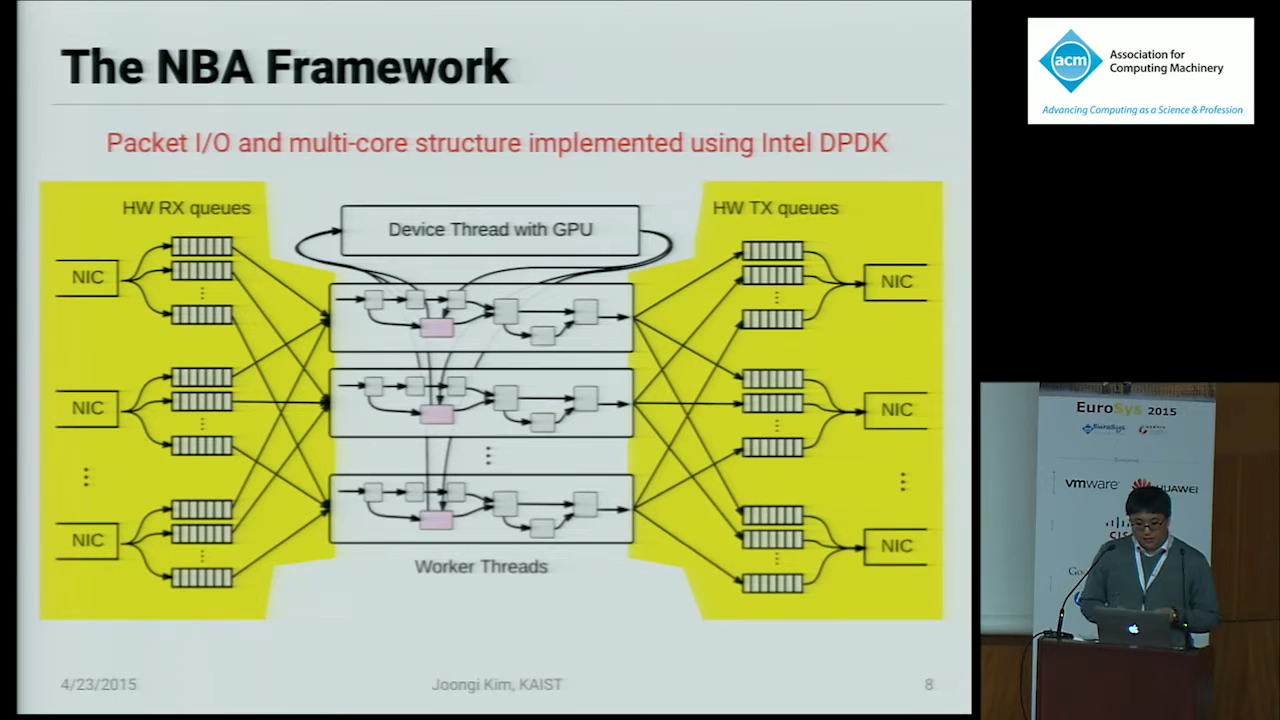 The NBA Framework
Packet I/O and multi-core structure implemented using Intel DPDK
HW RX queues
HW TX queues
Device Thread with GPU
NIC
NIC
NIC
NIC
NIC
NIC
Worker Threads
4/23/2015
Joongi Kim, KAIST
8
acm
Association for
Computing Machinery
Advancing Computing as a Science & Profession
EuroSys 2015
EuroSys
vmware
HUAWEI